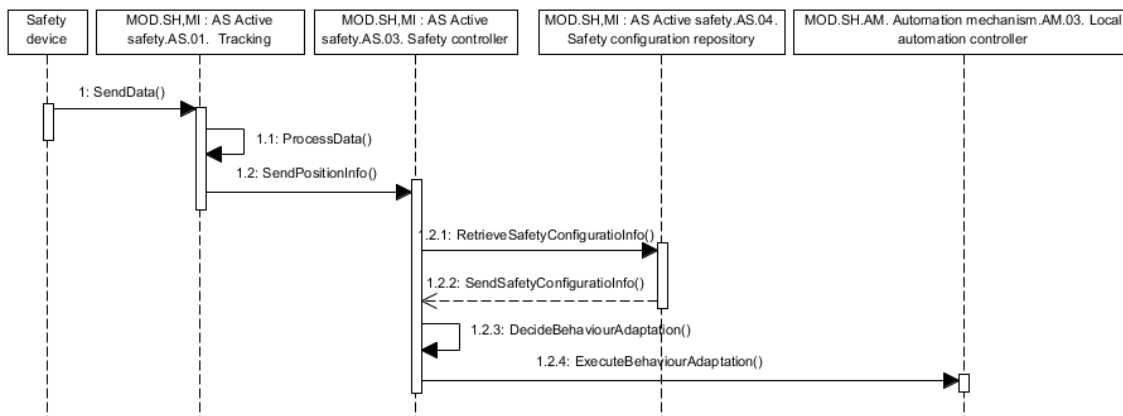 Safety
device
MOD.SH,MI : AS Active
safety.AS.01.  Tracking
MOD.SH,MI : AS Active
safety.AS.03. Safety controller
MOD.SH,MI : AS Active safety.AS.04.
Safety configuration repository
MOD.SH.AM. Automation mechanism.AM.03. Local
automation controller
1: SendData()
1.1: ProcessData()
1.2: SendPositionInfo()
1.2.1: RetrieveSafetyConfiguratioInfo()
1.2.2: SendSafetyConfiguratioInfo()
1.2.3: DecideBehaviourAdaptation()
1.2.4: ExecuteBehaviourAdaptation()